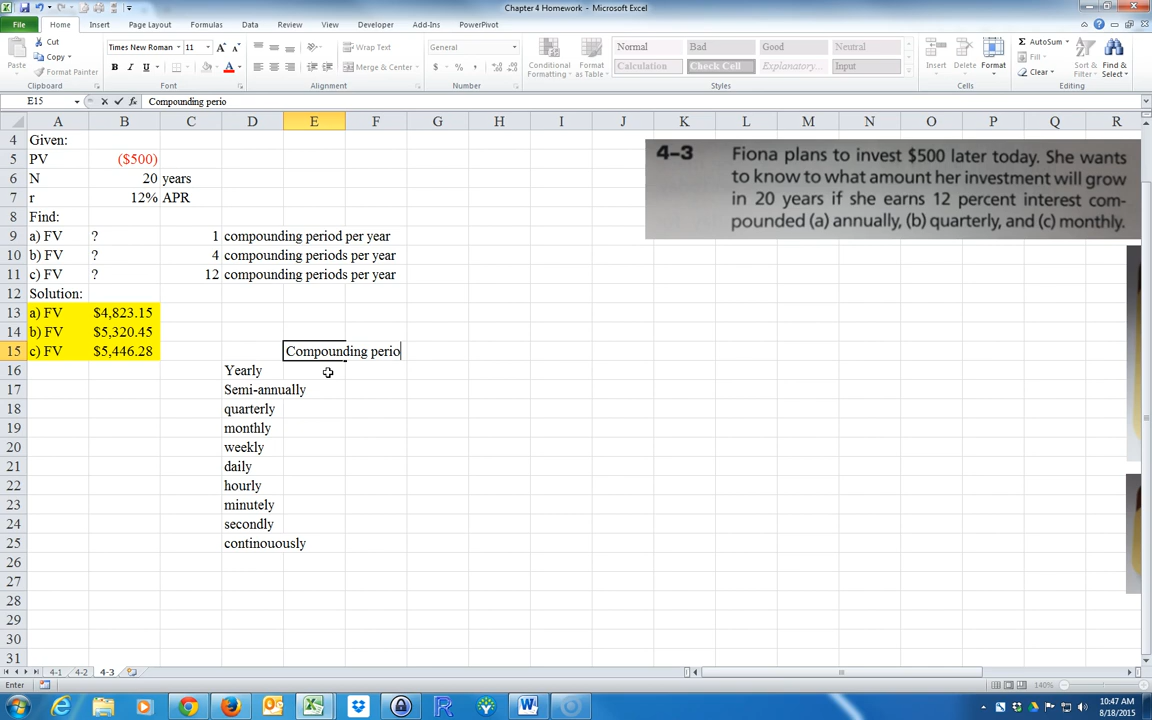 Chapter 4 Homework - Microsoft Excel
File Home Insert Page Layout Formulas Data Review View Developer Add-Ins PowerPivot
Cut
Copy
Format Painter
Paste
Times New Roman 11
Wrap Text
Merge & Center
General
Conditional Formatting
Format as Table
Normal Bad Good Neutral
Calculation Check Cell Explanatory... Input
Insert Delete Format
AutoSum
Fill
Clear
Sort & Filter
Find & Select
Clipboard Font Alignment Number Styles Cells Editing
E15 fx Compounding perio
A B C D E F G H I J K L M N O P Q R
4 Given:
5 PV ($500)
6 N 20 years
7 r 12% APR
8 Find:
9 a) FV ? 1 compounding period per year
10 b) FV ? 4 compounding periods per year
11 c) FV ? 12 compounding periods per year
12 Solution:
13 a) FV $4,823.15
14 b) FV $5,320.45
15 c) FV $5,446.28 Compounding perio
16 Yearly
17 Semi-annually
18 quarterly
19 monthly
20 weekly
21 daily
22 hourly
23 minutely
24 secondly
25 continouously
26
27
28
29
30
31
4–3 Fiona plans to invest $500 later today. She wants
to know to what amount her investment will grow
in 20 years if she earns 12 percent interest com-
pounded (a) annually, (b) quarterly, and (c) monthly.
4-1 4-2 4-3
Enter 140%
10:47 AM
8/18/2015